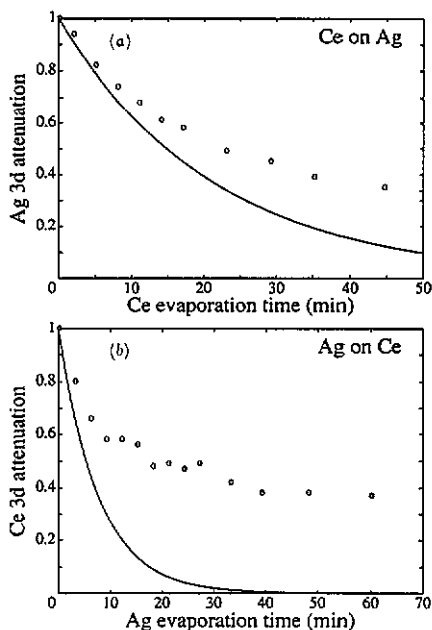 (a) Ce on Ag
Ag 3d attenuation
1
0.8
0.6
0.4
0.2
0 10 20 30 40 50
Ce evaporation time (min)
(b) Ag on Ce
Ce 3d attenuation
1
0.8
0.6
0.4
0.2
0 10 20 30 40 50 60 70
Ag evaporation time (min)